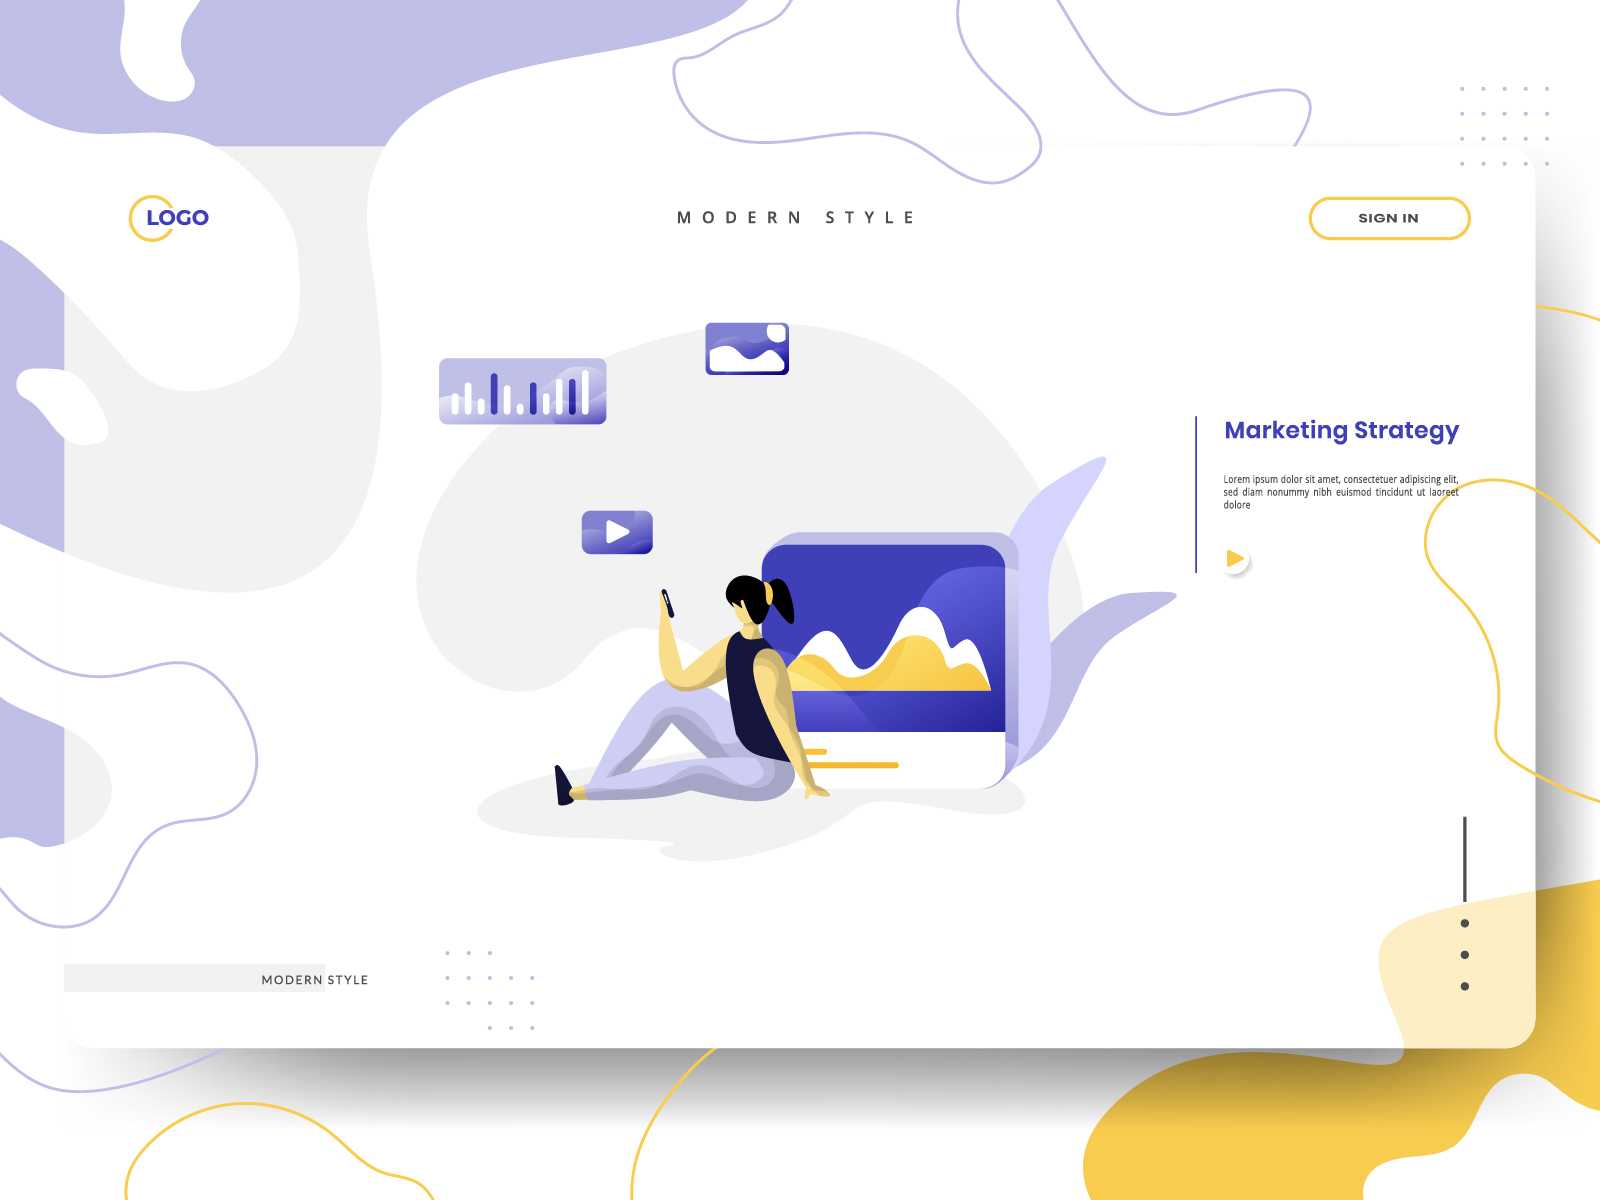 LOGO
MODERN STYLE
SIGN IN
Marketing Strategy
Lorem ipsum dolor sit amet, consectetuer adipiscing elit,
sed diam nonummy nibh euismod tincidunt ut laoreet
dolore
MODERN STYLE